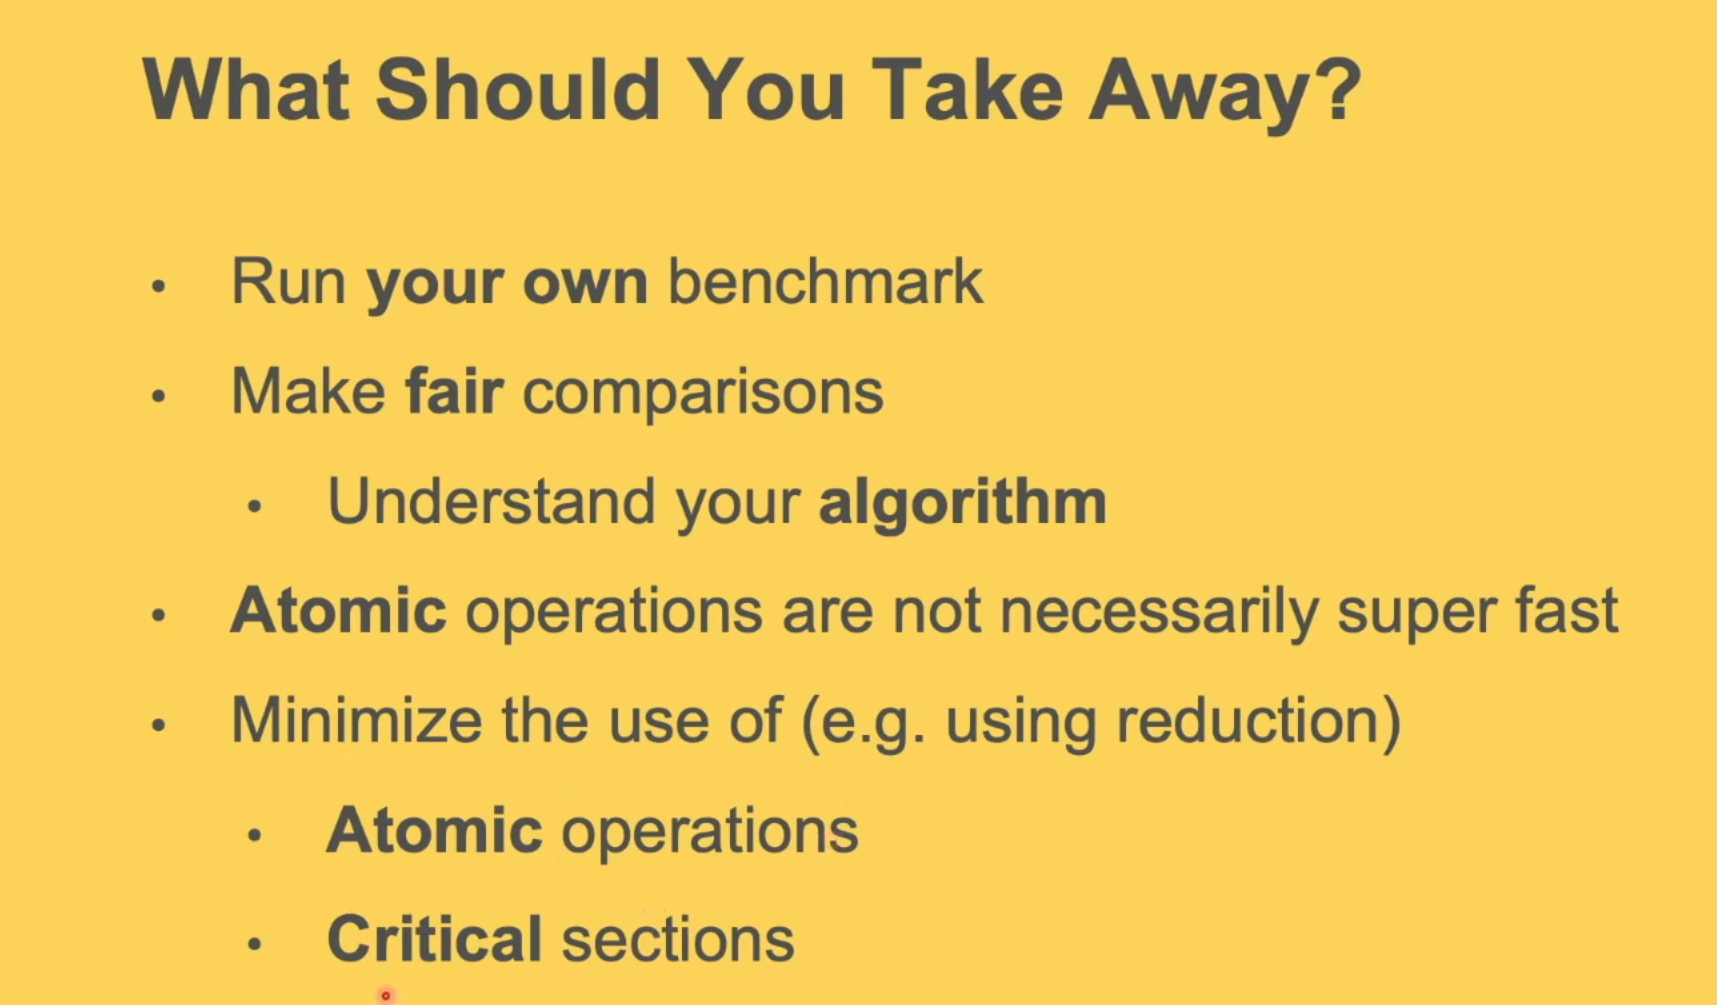 What Should You Take Away?
• Run your own benchmark
• Make fair comparisons
• Understand your algorithm
• Atomic operations are not necessarily super fast
• Minimize the use of (e.g. using reduction)
• Atomic operations
• Critical sections